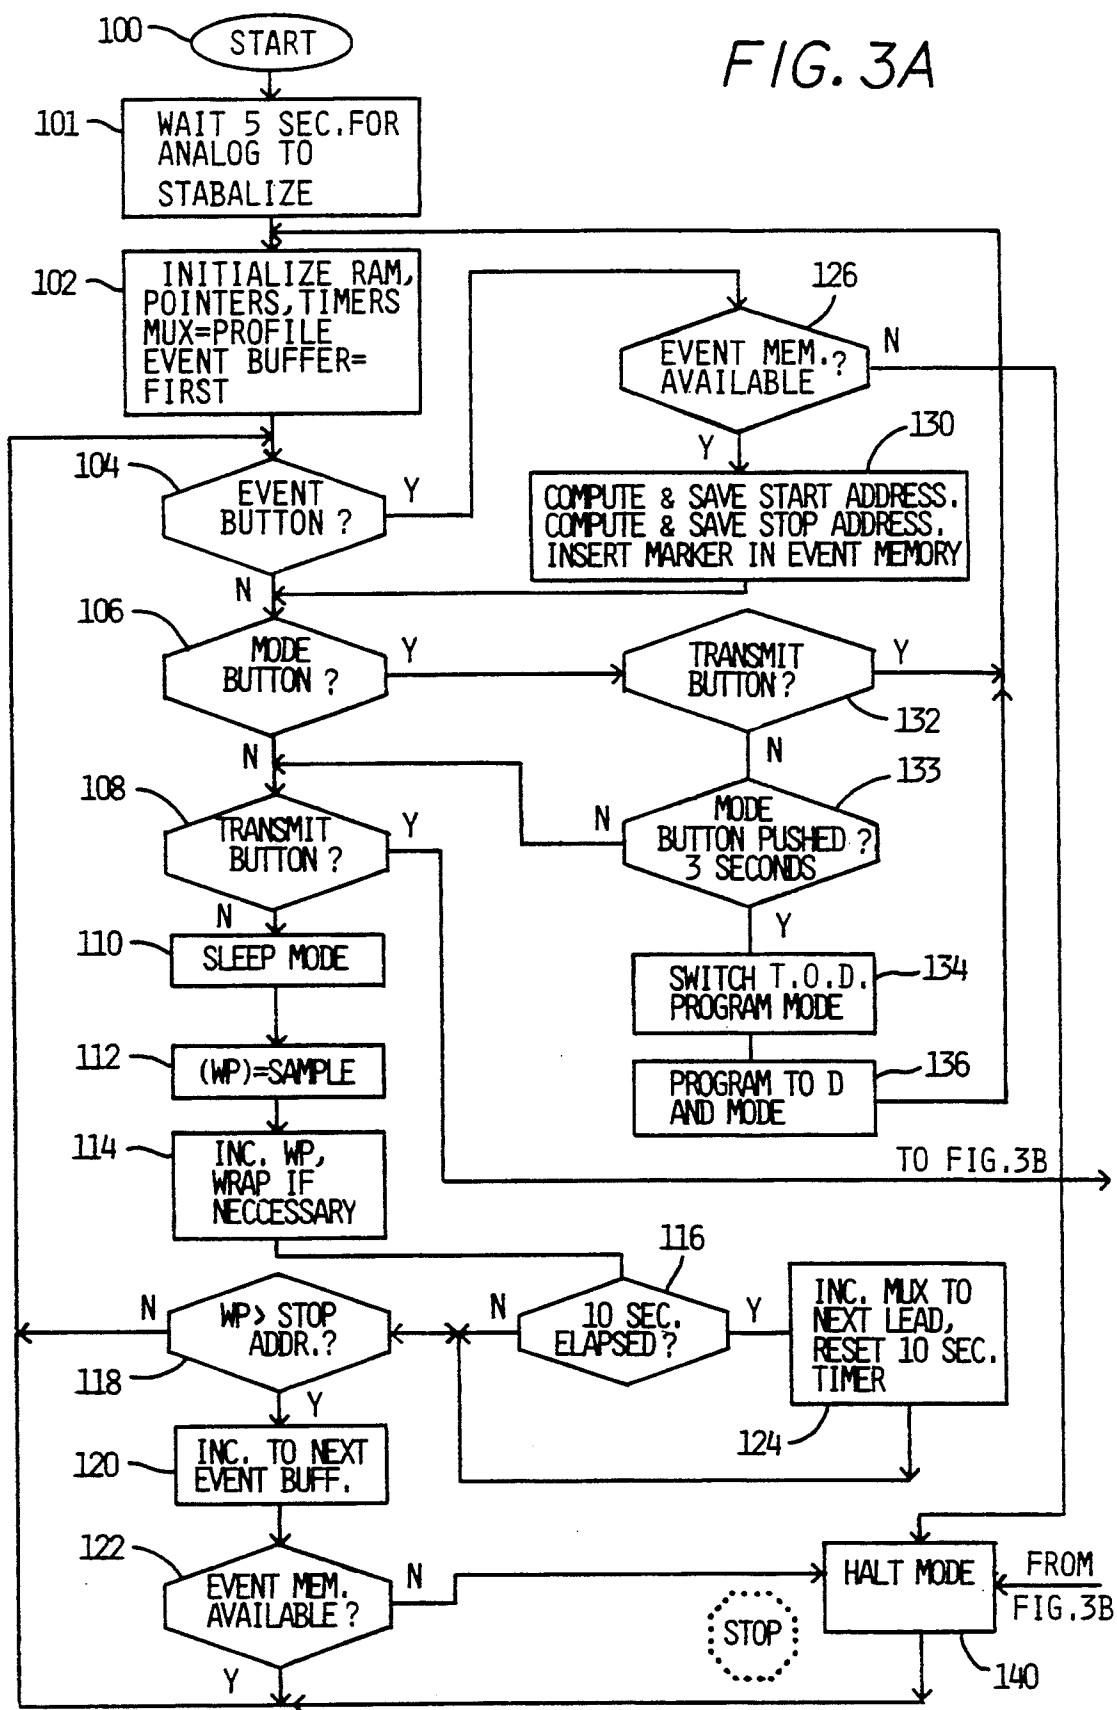 FIG. 3A
100
START
101
WAIT 5 SEC. FOR
ANALOG TO
STABALIZE
102
INITIALIZE RAM,
POINTERS, TIMERS
MUX=PROFILE
EVENT BUFFER=
FIRST
126
EVENT MEM.
AVAILABLE ?
N
Y
104
EVENT
BUTTON ?
Y
N
130
COMPUTE & SAVE START ADDRESS.
COMPUTE & SAVE STOP ADDRESS.
INSERT MARKER IN EVENT MEMORY
106
MODE
BUTTON ?
Y
N
TRANSMIT
BUTTON ?
Y
132
N
108
TRANSMIT
BUTTON ?
Y
N
133
MODE
BUTTON PUSHED ?
3 SECONDS
N
Y
110
SLEEP MODE
134
SWITCH T.O.D.
PROGRAM MODE
112
(WP)=SAMPLE
136
PROGRAM TO D
AND MODE
114
INC. WP,
WRAP IF
NECCESSARY
TO FIG.3B
116
10 SEC.
ELAPSED ?
N
Y
INC. MUX TO
NEXT LEAD,
RESET 10 SEC.
TIMER
124
WP> STOP
ADDR.?
N
118
Y
120
INC. TO NEXT
EVENT BUFF.
122
EVENT MEM.
AVAILABLE ?
N
Y
STOP
HALT MODE
140
FROM
FIG.3B